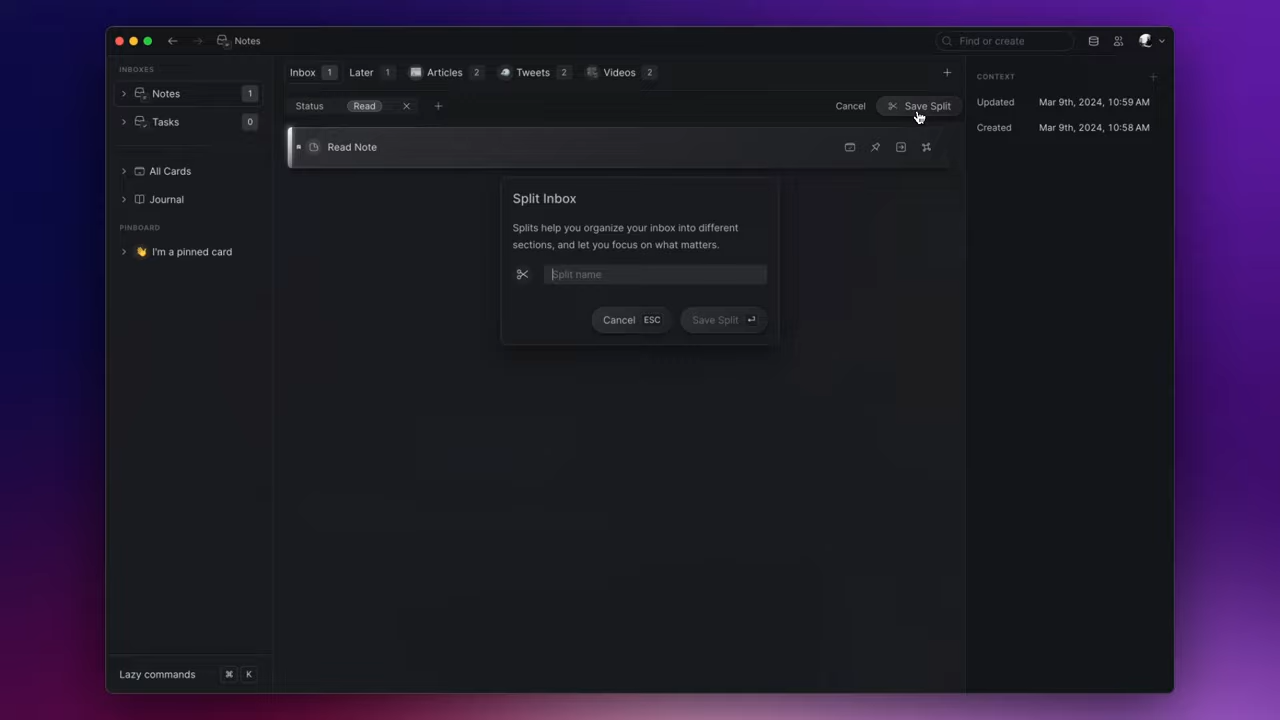 Notes
Find or create
INBOXES
Notes 1
Tasks 0
All Cards
Journal
PINBOARD
I'm a pinned card
Lazy commands ⌘ K
Inbox 1 Later 1 Articles 2 Tweets 2 Videos 2
Status Read Cancel Save Split
Read Note
Split Inbox
Splits help you organize your inbox into different
sections, and let you focus on what matters.
Split name
Cancel ESC Save Split
CONTEXT
Updated Mar 9th, 2024, 10:59 AM
Created Mar 9th, 2024, 10:58 AM